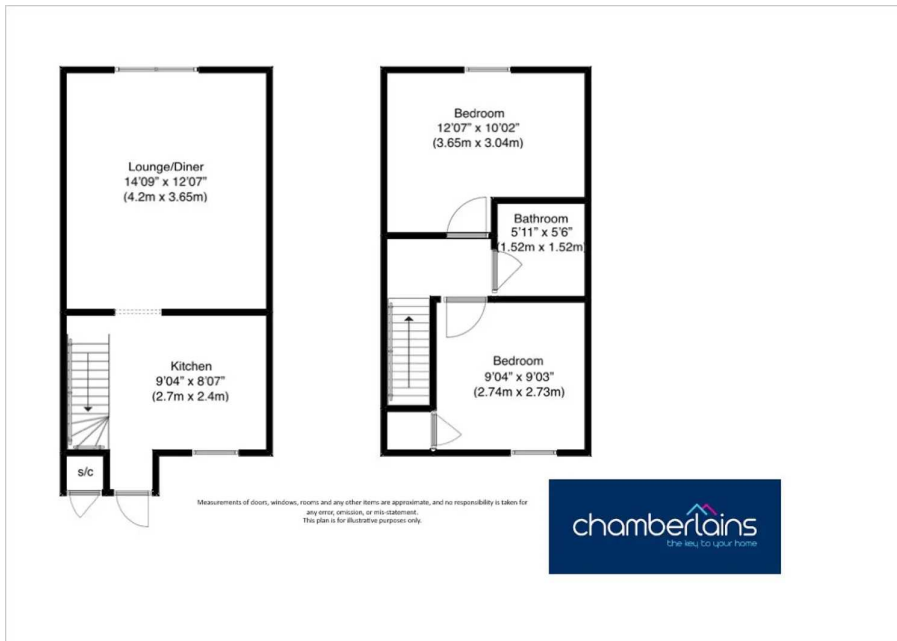 Lounge/Diner
14'09" x 12'07"
(4.2m x 3.65m)
Kitchen
9'04" x 8'07"
(2.7m x 2.4m)
s/c
Bedroom
12'07" x 10'02"
(3.65m x 3.04m)
Bathroom
5'11" x 5'6"
(1.52m x 1.52m)
Bedroom
9'04" x 9'03"
(2.74m x 2.73m)
Measurements of doors, windows, rooms and any other items are approximate, and no responsibility is taken for
any error, omission, or mis-statement.
This plan is for illustrative purposes only.
chamberlains
the key to your home